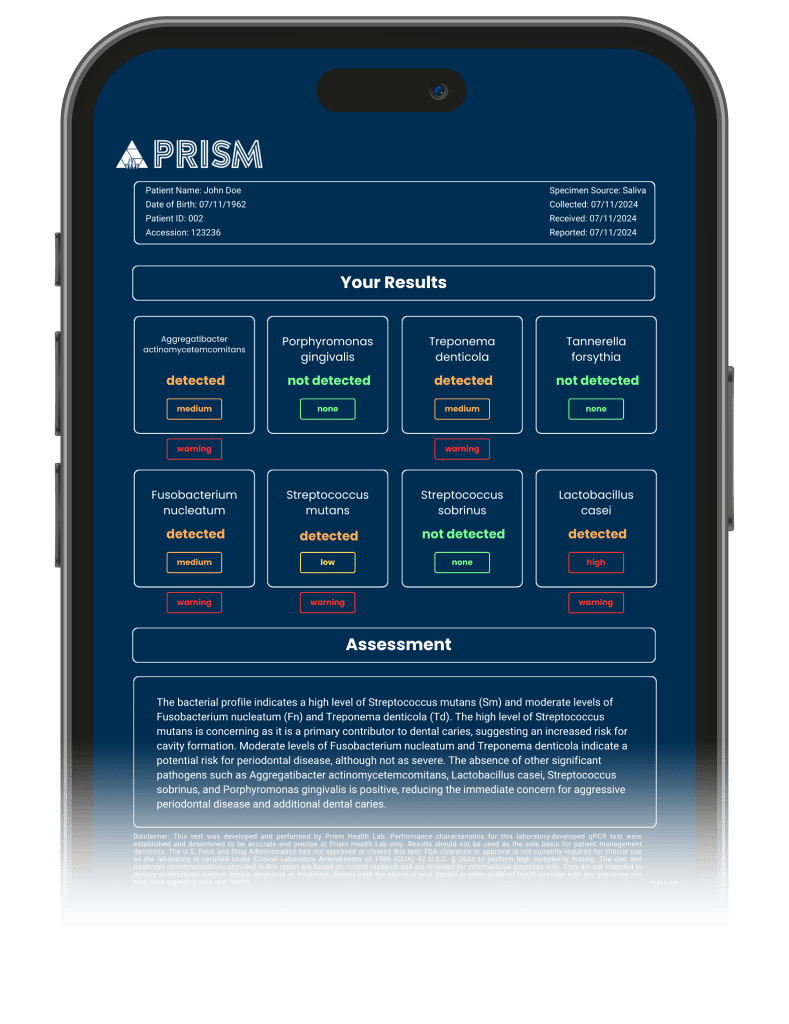 PRISM
Patient Name: John Doe
Date of Birth: 07/11/1962
Patient ID: 002
Accession: 123236
Specimen Source: Saliva
Collected: 07/11/2024
Received: 07/11/2024
Reported: 07/11/2024
Your Results
Aggregatibacter
actinomycetemcomitans
detected
medium
warning
Porphyromonas
gingivalis
not detected
none
Treponema
denticola
detected
medium
warning
Tannerella
forsythia
not detected
none
Fusobacterium
nucleatum
detected
medium
warning
Streptococcus
mutans
detected
low
warning
Streptococcus
sobrinus
not detected
none
Lactobacillus
casei
detected
high
warning
Assessment
The bacterial profile indicates a high level of Streptococcus mutans (Sm) and moderate levels of
Fusobacterium nucleatum (Fn) and Treponema denticola (Td). The high level of Streptococcus
mutans is concerning as it is a primary contributor to dental caries, suggesting an increased risk for
cavity formation. Moderate levels of Fusobacterium nucleatum and Treponema denticola indicate a
potential risk for periodontal disease, although not as severe. The absence of other significant
pathogens such as Aggregatibacter actinomycetemcomitans, Lactobacillus casei, Streptococcus
sobrinus, and Porphyromonas gingivalis is positive, reducing the immediate concern for aggressive
periodontal disease and additional dental caries.
Disclaimer: This test was developed and performed by Prism Health Lab. Performance characteristics for this laboratory-developed qPCR test were
established and determined to be accurate and precise at Prism Health Lab only. Results should not be used as the sole basis for patient management
decisions. The U.S. Food and Drug Administration has not approved or cleared this test. FDA clearance or approval is not currently required for clinical use
as the laboratory is certified under Clinical Laboratory Amendments of 1988 (CLIA) 42 U.S.C. § 263a to perform high complexity testing. The diet and
treatment recommendations provided in this report are based on current research and are intended for informational purposes only. They are not intended to
replace professional medical advice, diagnosis, or treatment. Always seek the advice of your dentist or other qualified health provider with any questions you
may have regarding your oral health.